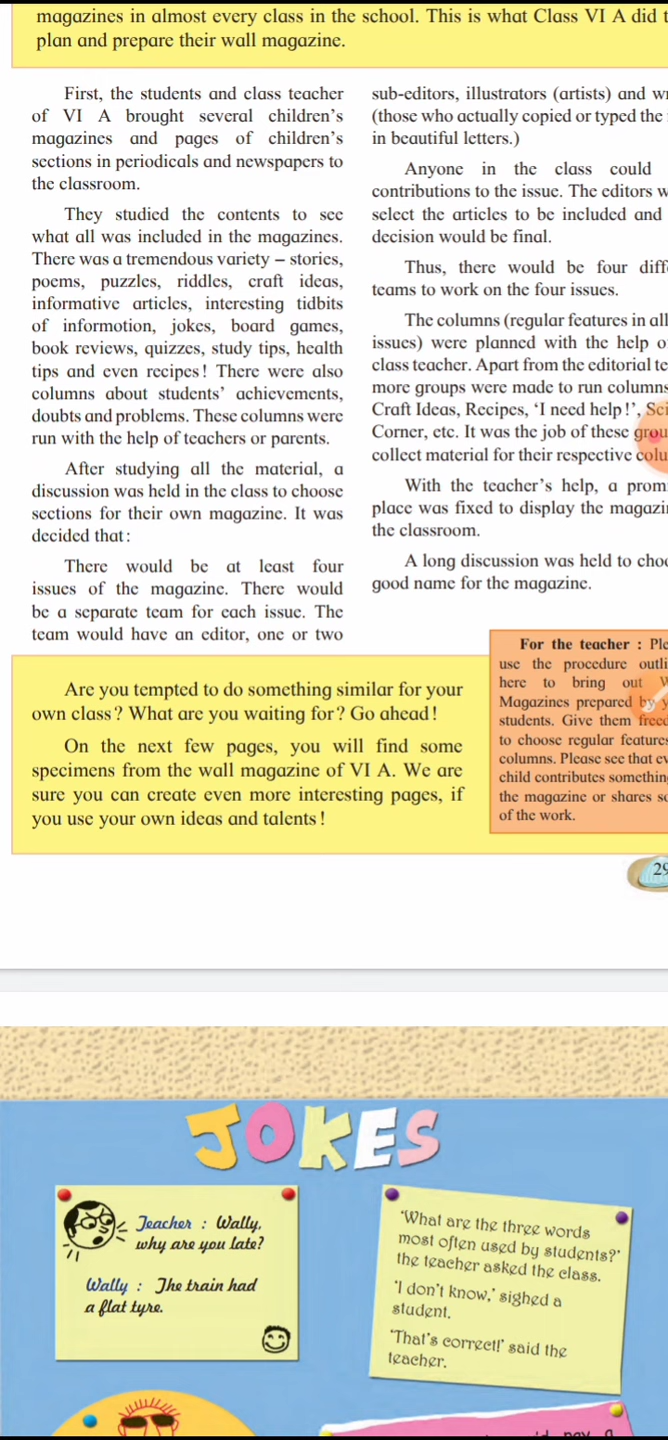 magazines in almost every class in the school. This is what Class VI A did
plan and prepare their wall magazine.
First, the students and class teacher
of VI A brought several children's
magazines and pages of children's
sections in periodicals and newspapers to
the classroom.
They studied the contents to see
what all was included in the magazines.
There was a tremendous variety – stories,
poems, puzzles, riddles, craft ideas,
informative articles, interesting tidbits
of informotion, jokes, board games,
book reviews, quizzes, study tips, health
tips and even recipes! There were also
columns about students' achievements,
doubts and problems. These columns were
run with the help of teachers or parents.
After studying all the material, a
discussion was held in the class to choose
sections for their own magazine. It was
decided that:
There would be at least four
issues of the magazine. There would
be a separate team for each issue. The
team would have an editor, one or two
sub-editors, illustrators (artists) and
(those who actually copied or typed the
in beautiful letters.)
Anyone in the class could
contributions to the issue. The editors
select the articles to be included and
decision would be final.
Thus, there would be four
teams to work on the four issues.
The columns (regular features in all
issues) were planned with the help
class teacher. Apart from the editorial
more groups were made to run columns
Craft Ideas, Recipes, 'I need help!',
Corner, etc. It was the job of these
collect material for their respective
With the teacher's help, a
place was fixed to display the
the classroom.
A long discussion was held to
good name for the magazine.
Are you tempted to do something similar for your
own class? What are you waiting for? Go ahead!
On the next few pages, you will find some
specimens from the wall magazine of VI A. We are
sure you can create even more interesting pages, if
you use your own ideas and talents!
For the teacher :
use the procedure
here to bring out
Magazines prepared by
students. Give them
to choose regular features
columns. Please see that
child contributes
the magazine or shares
of the work.
29
JOKES
Teacher : Wally,
why are you late?
Wally : The train had
a flat tyre.
'What are the three words
most often used by students?'
the teacher asked the class.
'I don't know,' sighed a
student.
'That's correct!' said the
teacher.